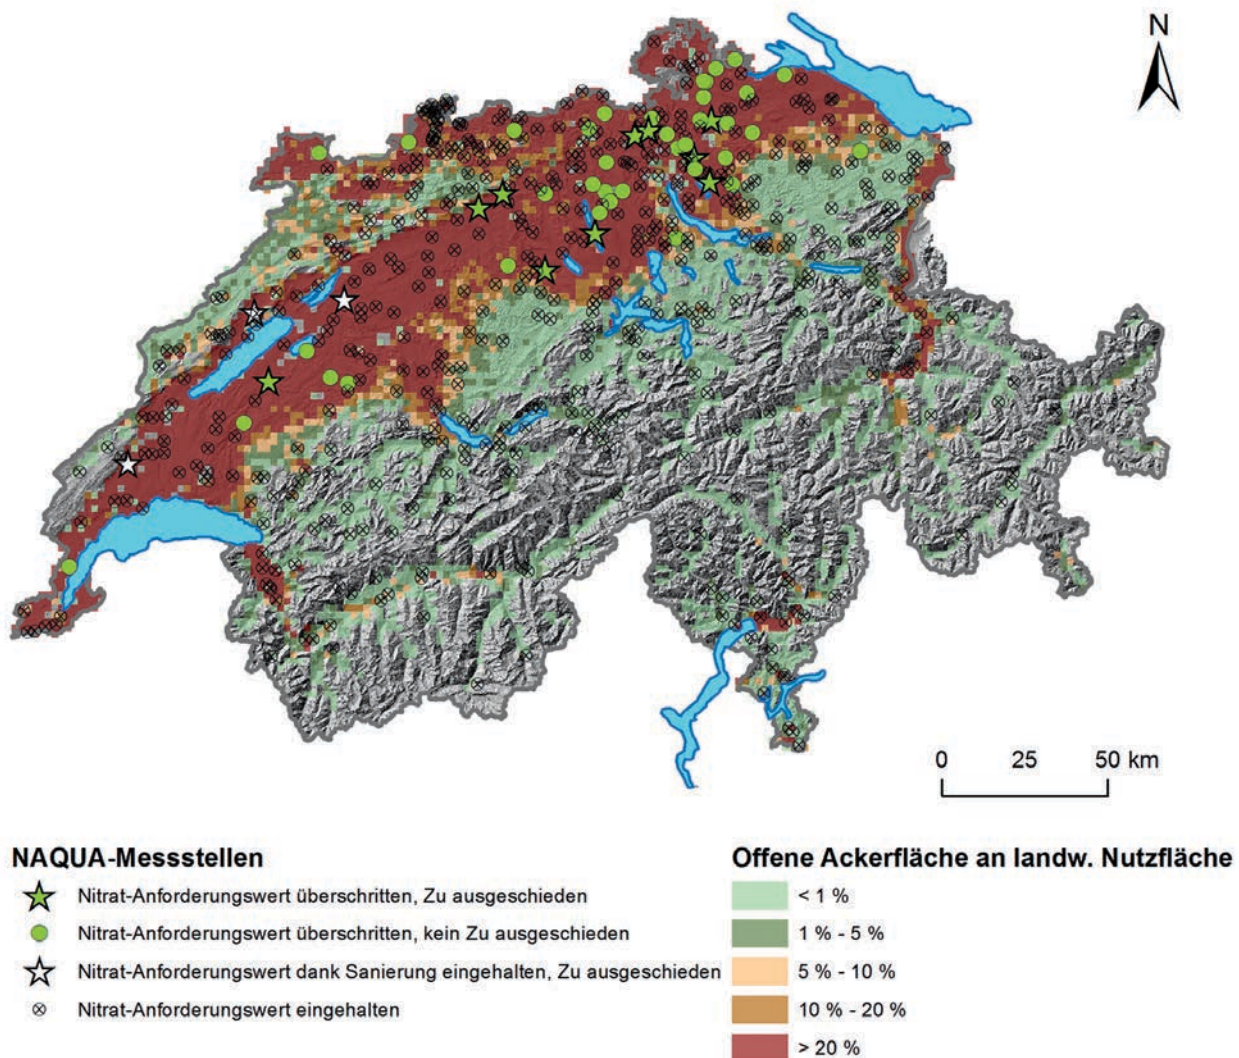 N
0 25 50 km
NAQUA-Messstellen
Nitrat-Anforderungswert überschritten, Zu ausgeschieden
Nitrat-Anforderungswert überschritten, kein Zu ausgeschieden
Nitrat-Anforderungswert dank Sanierung eingehalten, Zu ausgeschieden
Nitrat-Anforderungswert eingehalten
Offene Ackerfläche an landw. Nutzfläche
< 1 %
1 % - 5 %
5 % - 10 %
10 % - 20 %
> 20 %